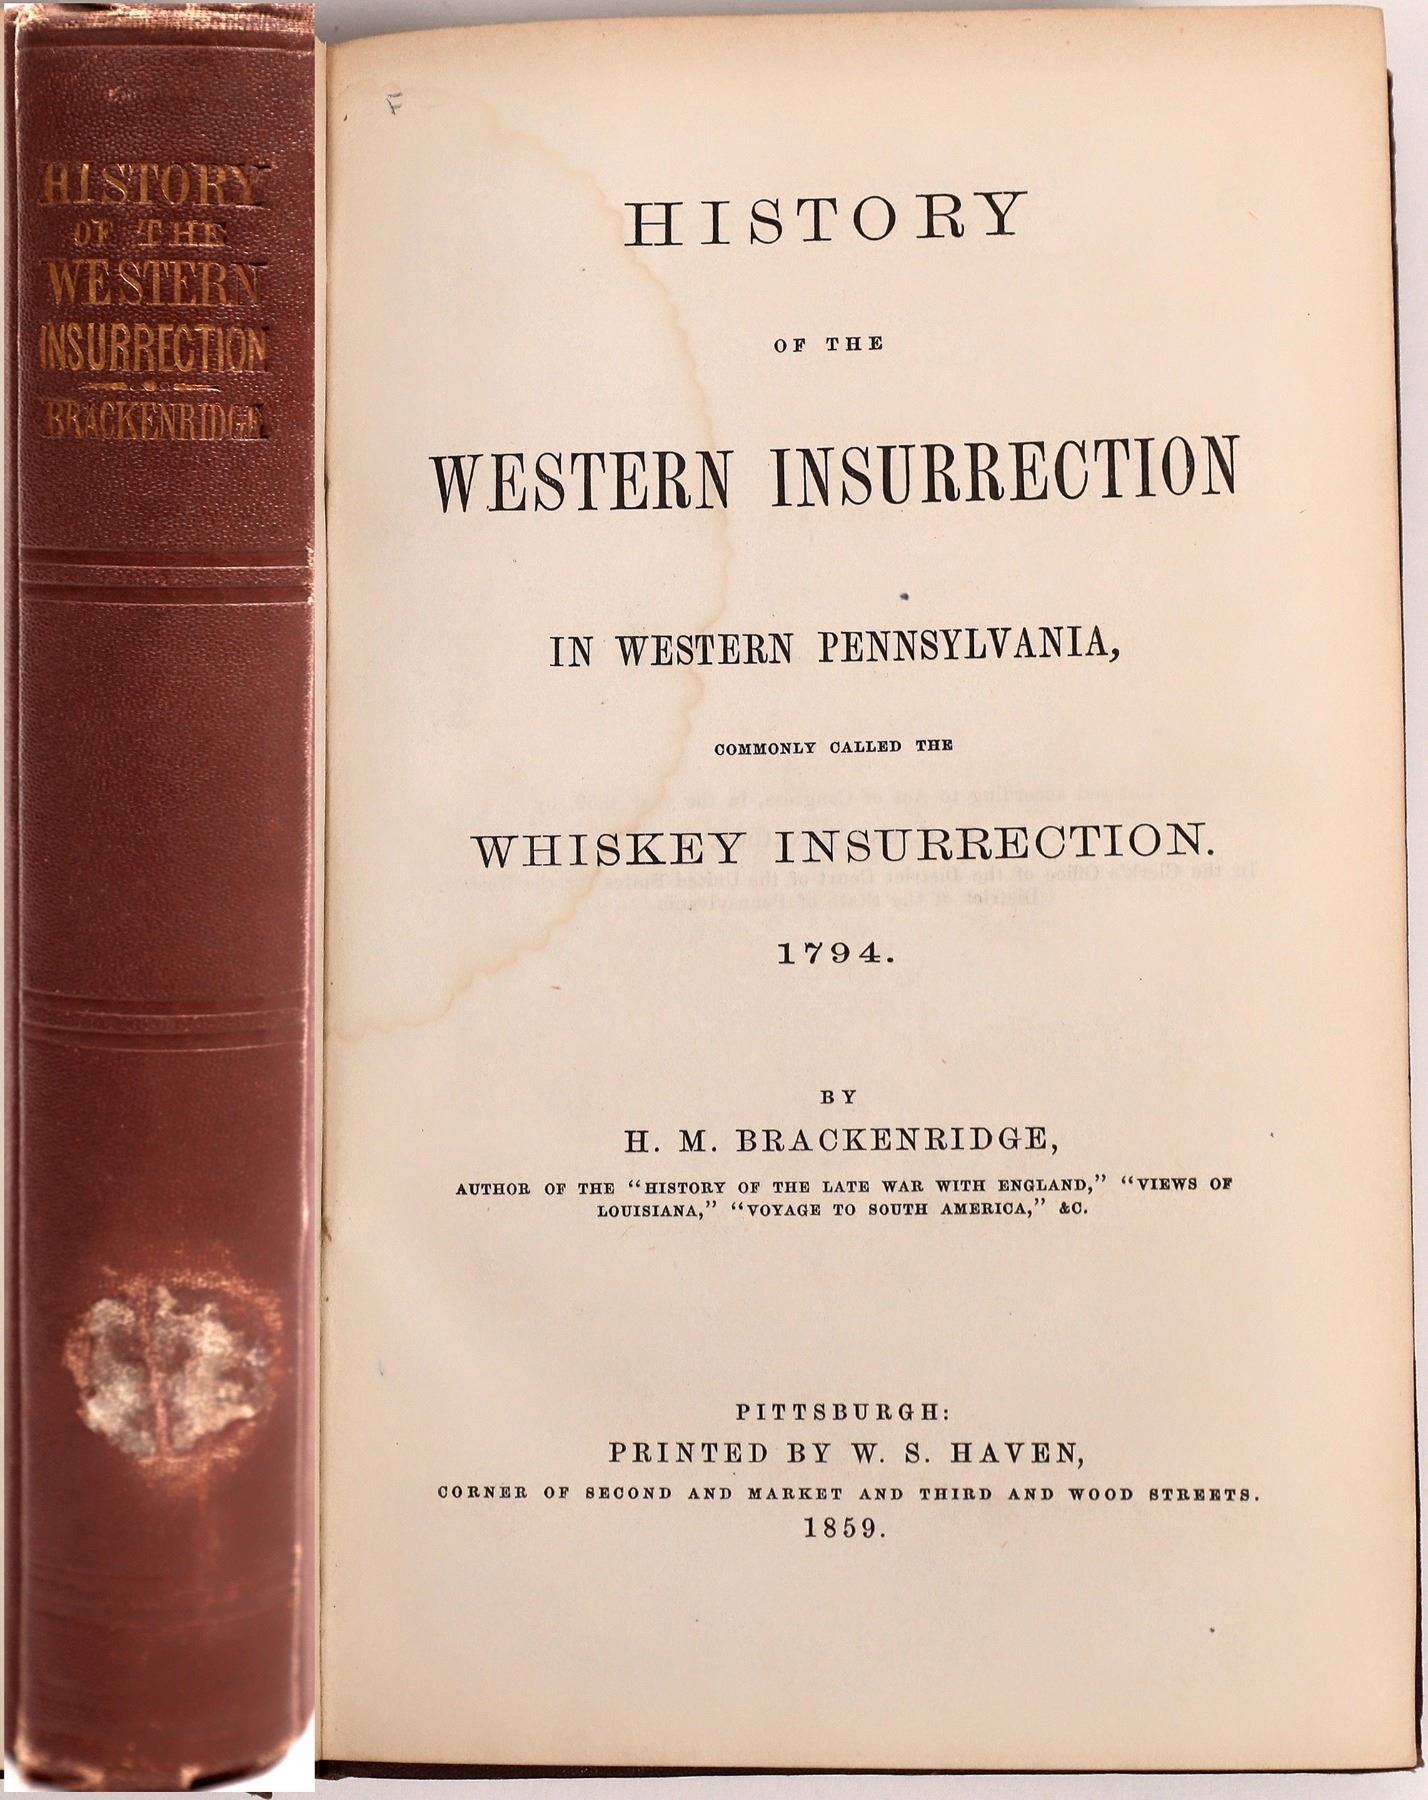 HISTORY
OF THE
WESTERN
INSURRECTION
BRACKENRIDGE
F
HISTORY
OF THE
WESTERN INSURRECTION
IN WESTERN PENNSYLVANIA,
COMMONLY CALLED THE
WHISKEY INSURRECTION.
1794.
BY
H. M. BRACKENRIDGE,
AUTHOR OF THE “HISTORY OF THE LATE WAR WITH ENGLAND,” “VIEWS OF
LOUISIANA,” “VOYAGE TO SOUTH AMERICA,” &C.
PITTSBURGH:
PRINTED BY W. S. HAVEN,
CORNER OF SECOND AND MARKET AND THIRD AND WOOD STREETS.
1859.